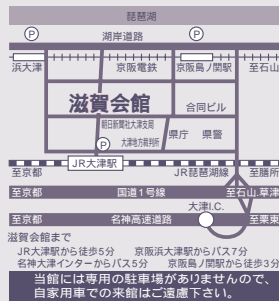 琵琶湖
P P
湖岸道路
浜大津 京阪電鉄 京阪島ノ関駅 至石山
滋賀会館 合同ビル
朝日新聞社大津支局
大津地方裁判所 県庁 県警
P
JR大津駅 JR琵琶湖線
至京都 至膳所
至京都 国道1号線 至石山.草津
大津I.C.
至京都 名神高速道路 至栗東
滋賀会館まで
JR大津駅から徒歩5分 京阪浜大津駅からバス7分
名神大津インターからバス5分 京阪島ノ関駅から徒歩3分
当館には専用の駐車場がありませんので、
自家用車での来館はご遠慮下さい。